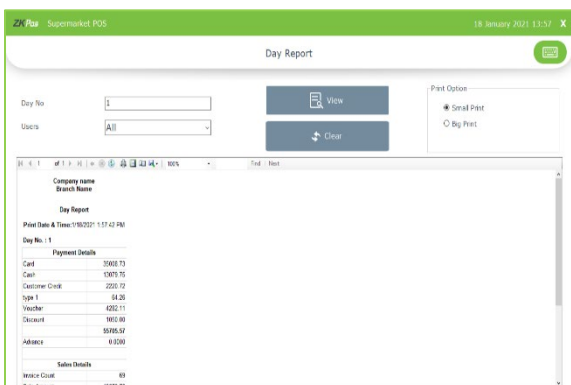 ZKPos Supermarket POS 18 January 2021 13:57 X
Day Report
Day No 1
Users All
View
Clear
Print Option
Small Print
Big Print
1 of 1 100% Find Next
Company name
Branch Name
Day Report
Print Date & Time:1/18/2021 1:57:42 PM
Day No. : 1
Payment Details
Card 35008.73
Cash 13079.75
Customer Credit 2220.72
type 1 64.26
Voucher 4282.11
Discount 1050.00
55705.57
Advance 0.0000
Sales Details
Invoice Count 69